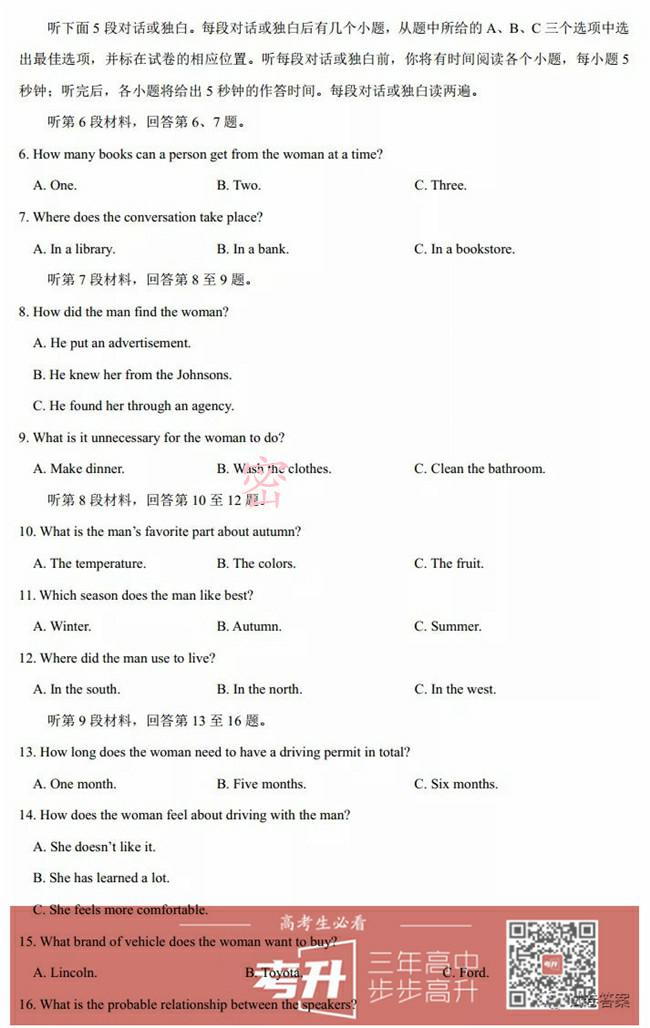 听下面 5 段对话或独白。每段对话或独白后有几个小题，从题中所给的 A、B、C 三个选项中选
出最佳选项，并标在试卷的相应位置。听每段对话或独白前，你将有时间阅读各个小题，每小题 5
秒钟；听完后，各小题将给出 5 秒钟的作答时间。每段对话或独白读两遍。
听第 6 段材料，回答第 6、7 题。
6. How many books can a person get from the woman at a time?
A. One. B. Two. C. Three.
7. Where does the conversation take place?
A. In a library. B. In a bank. C. In a bookstore.
听第 7 段材料，回答第 8 至 9 题。
8. How did the man find the woman?
A. He put an advertisement.
B. He knew her from the Johnsons.
C. He found her through an agency.
9. What is it unnecessary for the woman to do?
A. Make dinner. B. Wash the clothes. C. Clean the bathroom.
密
听第 8 段材料，回答第 10 至 12 题。
10. What is the man's favorite part about autumn?
A. The temperature. B. The colors. C. The fruit.
11. Which season does the man like best?
A. Winter. B. Autumn. C. Summer.
12. Where did the man use to live?
A. In the south. B. In the north. C. In the west.
听第 9 段材料，回答第 13 至 16 题。
13. How long does the woman need to have a driving permit in total?
A. One month. B. Five months. C. Six months.
14. How does the woman feel about driving with the man?
A. She doesn't like it.
B. She has learned a lot.
C. She feels more comfortable.
高考生必看
15. What brand of vehicle does the woman want to buy?
A. Lincoln. B. Toyota. C. Ford.
考升 三年高中
步步高升
考升
答案
16. What is the probable relationship between the speakers?